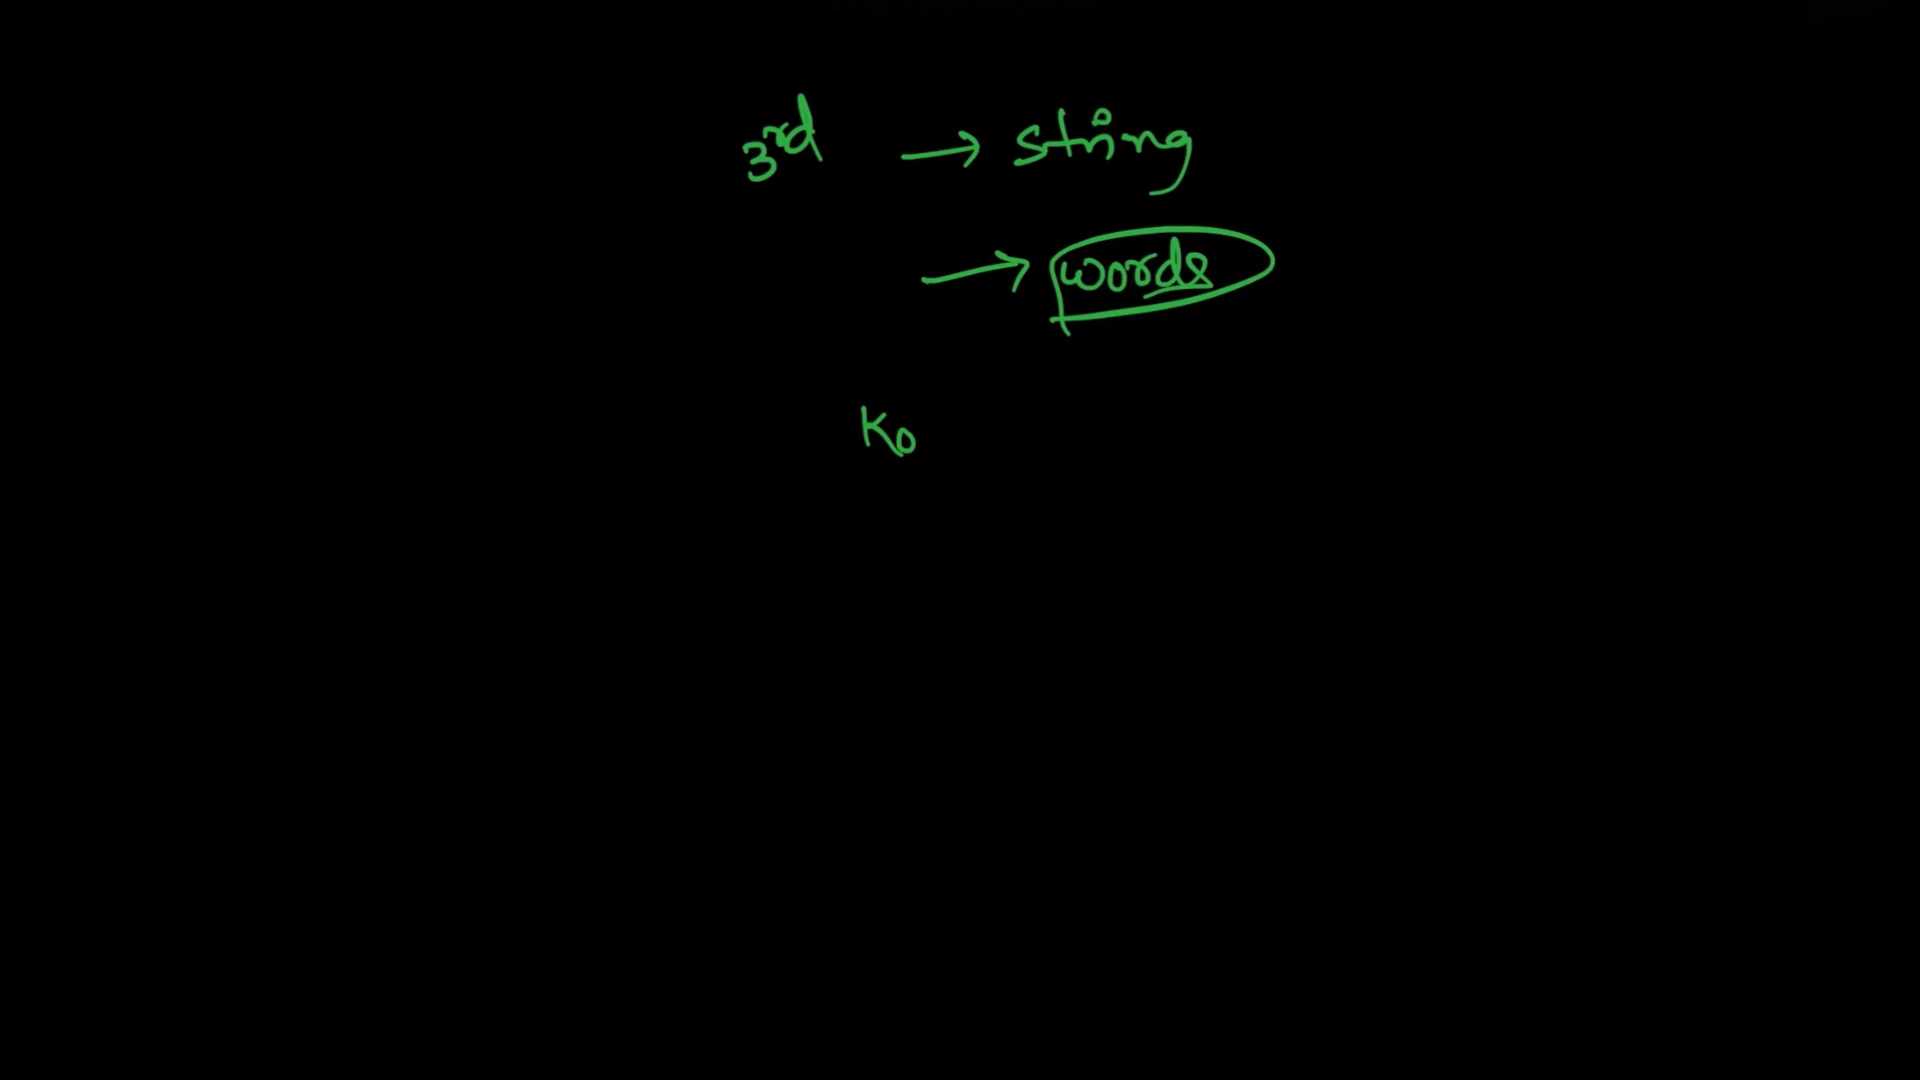 3rd → string
→ words
Ko